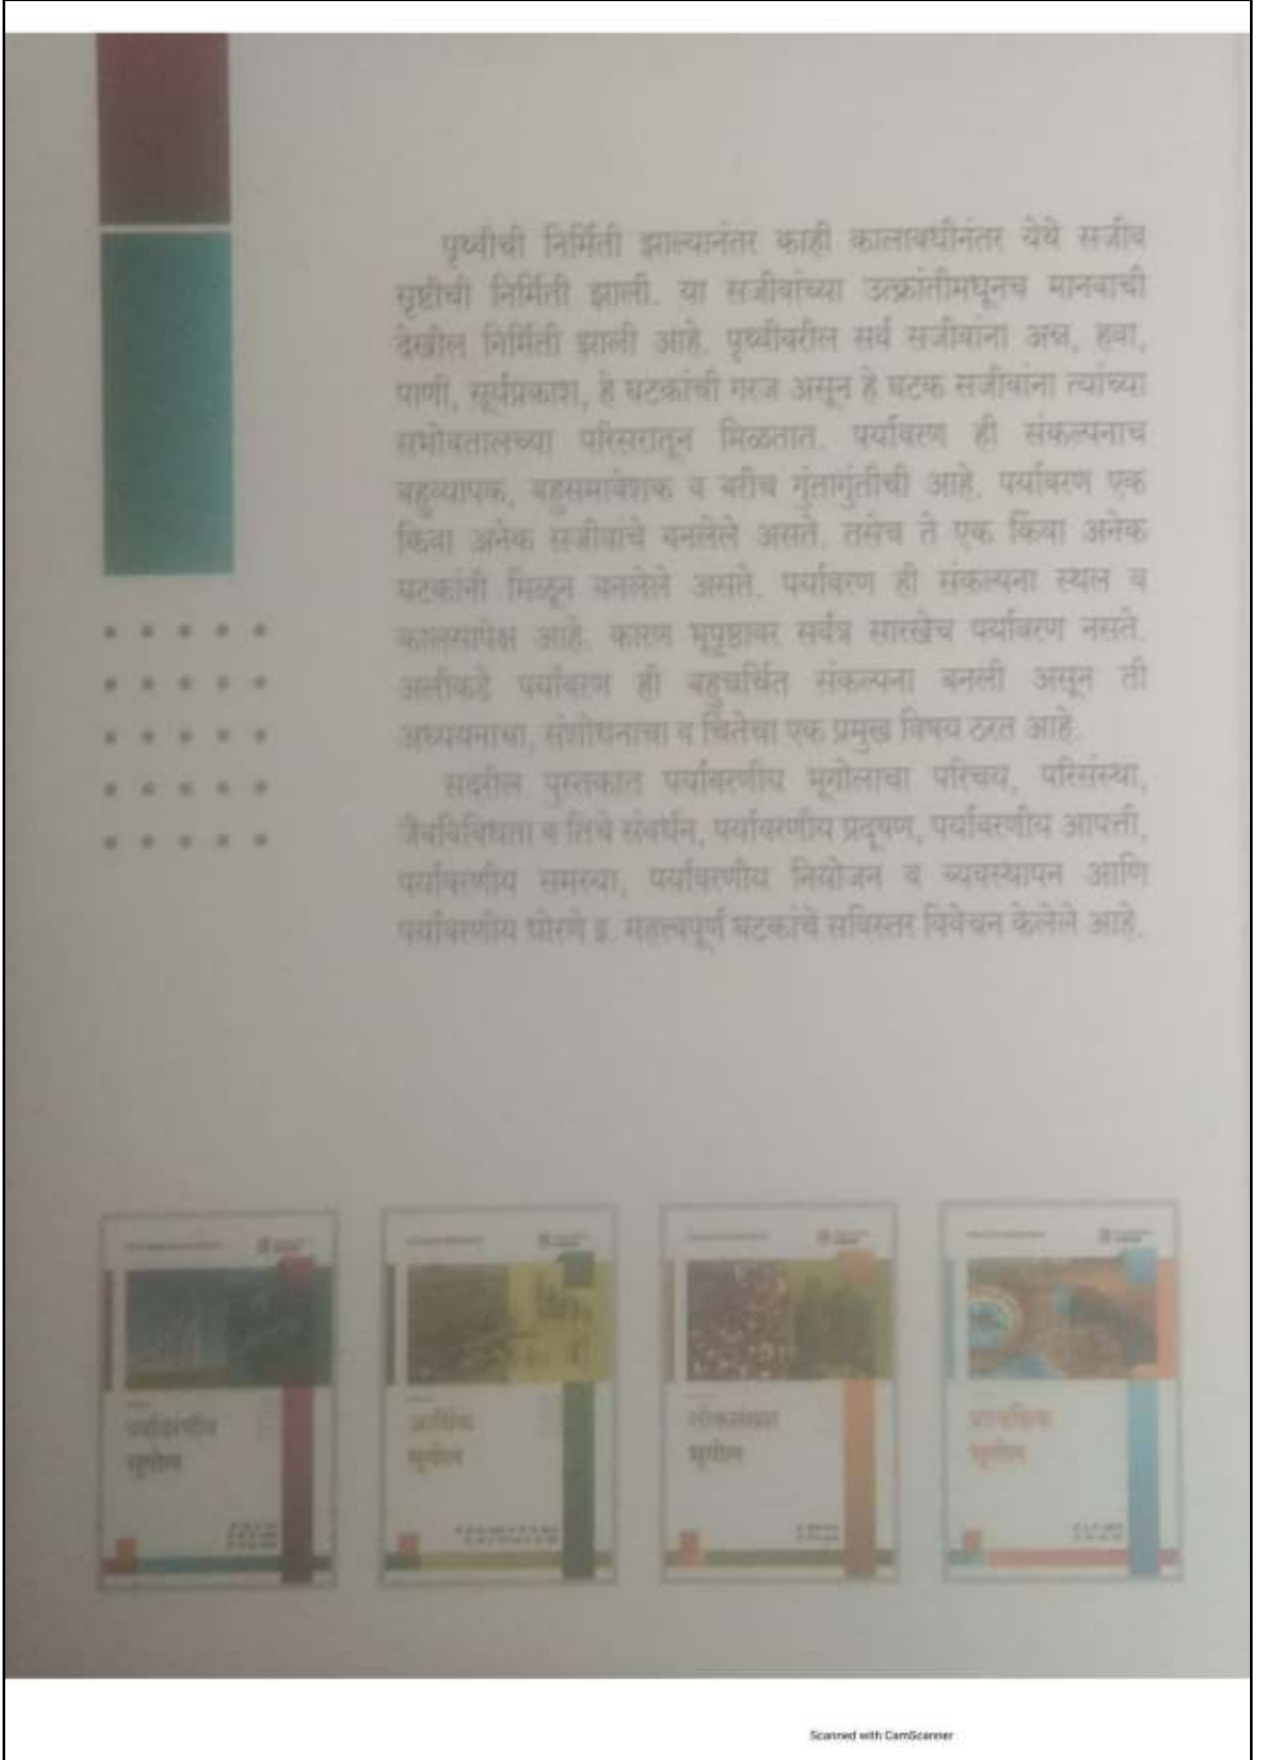 पृथ्वीची निर्मिती झाल्यानंतर काही कालावधीनंतर येथे सजीव
सृष्टीची निर्मिती झाली. या सजीवांच्या उत्क्रांतीमधूनच मानवाची
देखील निर्मिती झाली आहे. पृथ्वीवरील सर्व सजीवांना अन्न, हवा,
पाणी, सूर्यप्रकाश, हे घटकांची गरज असून हे घटक सजीवांना त्यांच्या
सभोवतालच्या परिसरातून मिळतात. पर्यावरण ही संकल्पनाच
बहुव्यापक, बहुसमावेशक व बरीच गुंतागुंतीची आहे. पर्यावरण एक
किंवा अनेक सजीवांचे बनलेले असते. तसेच ते एक किंवा अनेक
घटकांनी मिळून बनलेले असते. पर्यावरण ही संकल्पना स्थल व
कालसापेक्ष आहे. कारण भूपृष्ठावर सर्वत्र सारखेच पर्यावरण नसते.
अलीकडे पर्यावरण ही बहुचर्चित संकल्पना बनली असून ती
अध्ययनाचा, संशोधनाचा व चिंतेचा एक प्रमुख विषय ठरत आहे.
सदरील पुस्तकात पर्यावरणीय भूगोलाचा परिचय, परिसंस्था,
जैवविविधता व तिचे संवर्धन, पर्यावरणीय प्रदूषण, पर्यावरणीय आपत्ती,
पर्यावरणीय समस्या, पर्यावरणीय नियोजन व व्यवस्थापन आणि
पर्यावरणीय धोरणे इ. महत्त्वपूर्ण घटकांचे सविस्तर विवेचन केलेले आहे.
पर्यावरणीय
भूगोल
आर्थिक
भूगोल
लोकसंख्या
भूगोल
प्रात्यक्षिक
भूगोल
Scanned with CamScanner